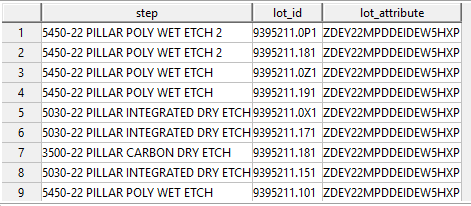 step lot_id lot_attribute
1 5450-22 PILLAR POLY WET ETCH 2 9395211.0P1 ZDEY22MPDDEIDEW5HXP
2 5450-22 PILLAR POLY WET ETCH 2 9395211.181 ZDEY22MPDDEIDEW5HXP
3 5450-22 PILLAR POLY WET ETCH 9395211.0Z1 ZDEY22MPDDEIDEW5HXP
4 5450-22 PILLAR POLY WET ETCH 9395211.191 ZDEY22MPDDEIDEW5HXP
5 5030-22 PILLAR INTEGRATED DRY ETCH 9395211.0X1 ZDEY22MPDDEIDEW5HXP
6 5030-22 PILLAR INTEGRATED DRY ETCH 9395211.171 ZDEY22MPDDEIDEW5HXP
7 3500-22 PILLAR CARBON DRY ETCH 9395211.181 ZDEY22MPDDEIDEW5HXP
8 5030-22 PILLAR INTEGRATED DRY ETCH 9395211.151 ZDEY22MPDDEIDEW5HXP
9 5450-22 PILLAR POLY WET ETCH 9395211.101 ZDEY22MPDDEIDEW5HXP